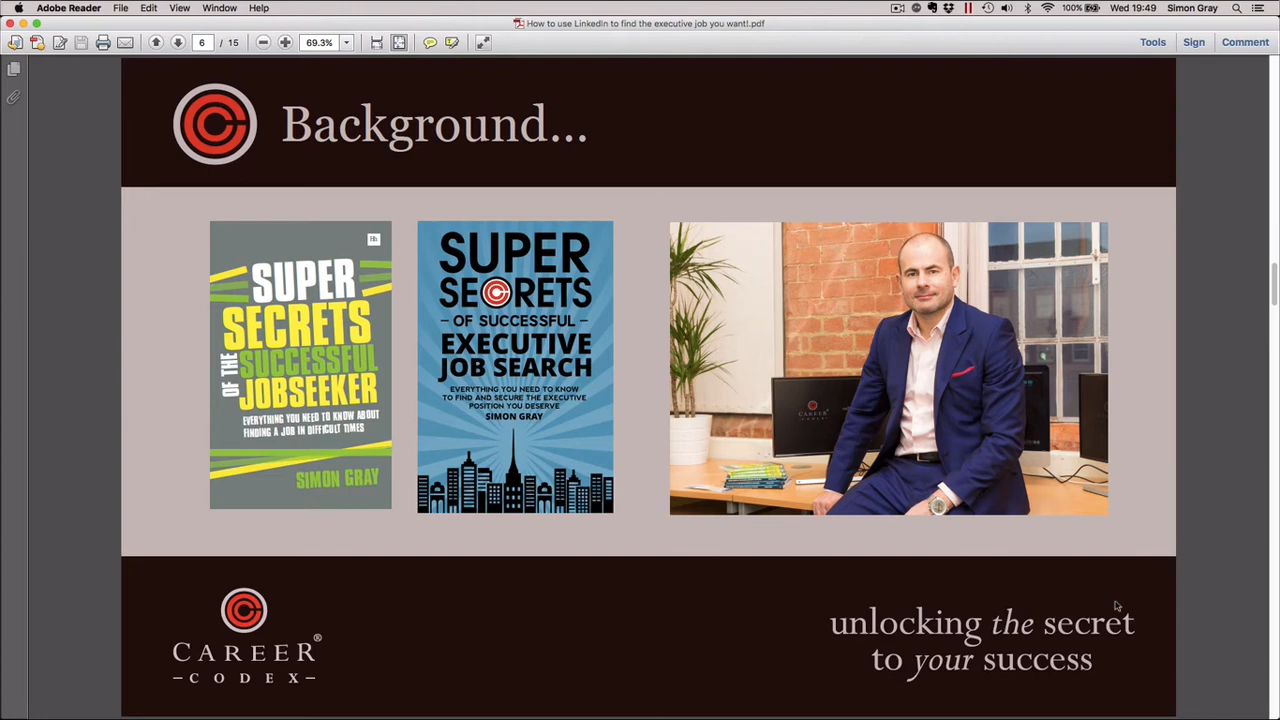 Adobe Reader File Edit View Window Help
100% Wed 19:49 Simon Gray
How to use LinkedIn to find the executive job you want!.pdf
6 / 15 69.3% Tools Sign Comment
Background...
Hh
SUPER
SECRETS
OF THE
SUCCESSFUL
JOBSEEKER
EVERYTHING YOU NEED TO KNOW ABOUT
FINDING A JOB IN DIFFICULT TIMES
SIMON GRAY
SUPER
SECRETS
– OF SUCCESSFUL –
EXECUTIVE
JOB SEARCH
EVERYTHING YOU NEED TO KNOW
TO FIND AND SECURE THE EXECUTIVE
POSITION YOU DESERVE
SIMON GRAY
CAREER
CODEX
CAREER®
– CODEX –
unlocking the secret
to your success